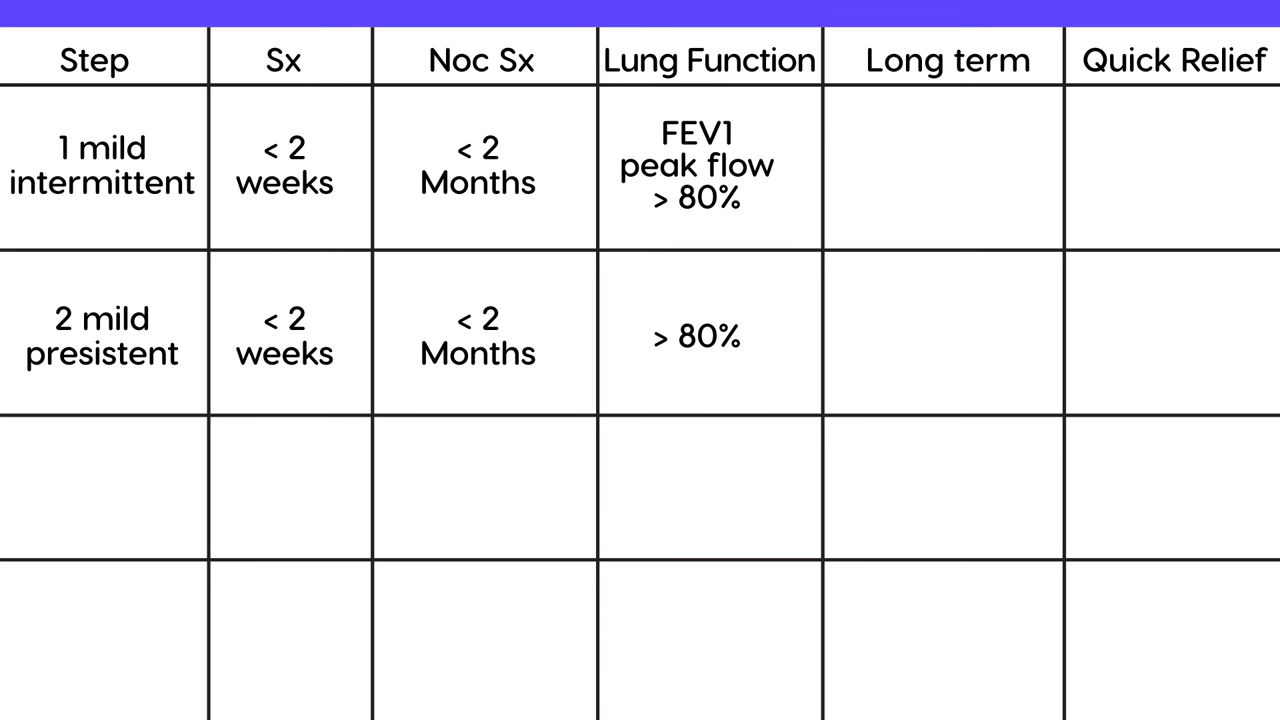 Step Sx Noc Sx Lung Function Long term Quick Relief
1 mild
intermittent
< 2
weeks
< 2
Months
FEV1
peak flow
> 80%
2 mild
presistent
< 2
weeks
< 2
Months
> 80%